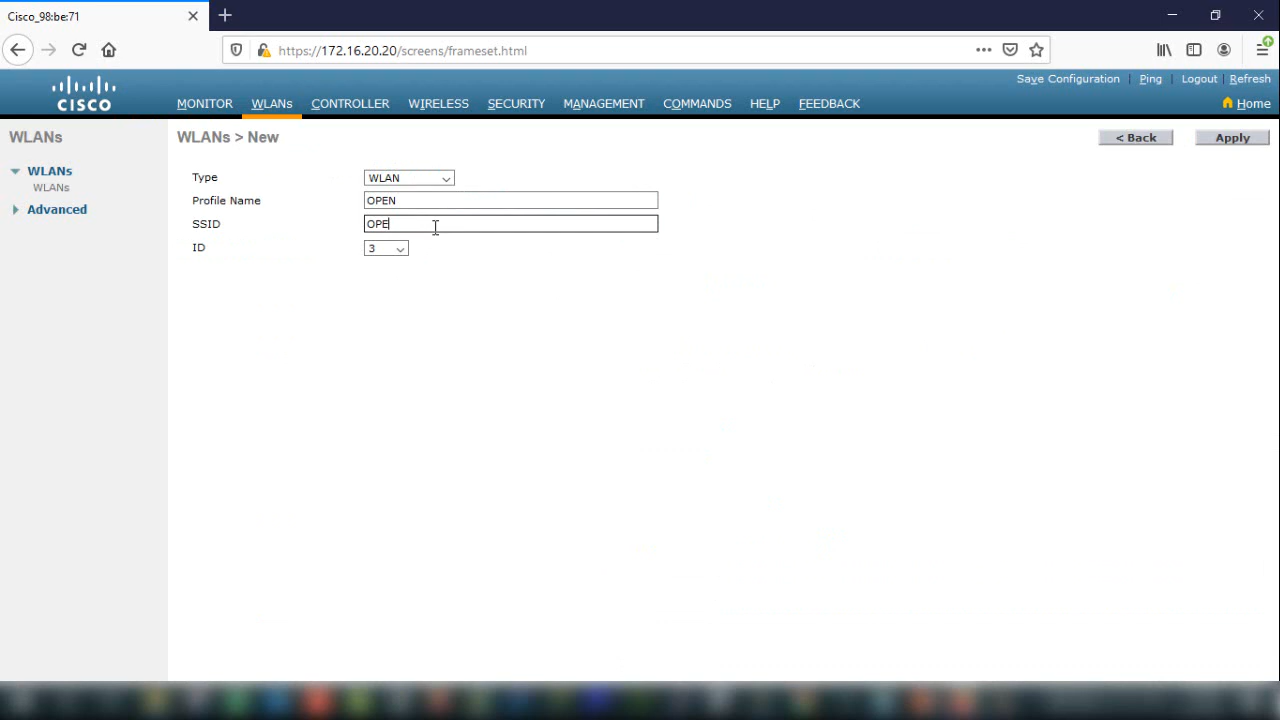 Cisco_98:be:71
https://172.16.20.20/screens/frameset.html
Save Configuration | Ping | Logout | Refresh
CISCO
MONITOR WLANs CONTROLLER WIRELESS SECURITY MANAGEMENT COMMANDS HELP FEEDBACK
Home
WLANs
WLANs > New
< Back
Apply
WLANs
WLANs
Advanced
Type WLAN
Profile Name OPEN
SSID OPE
ID 3